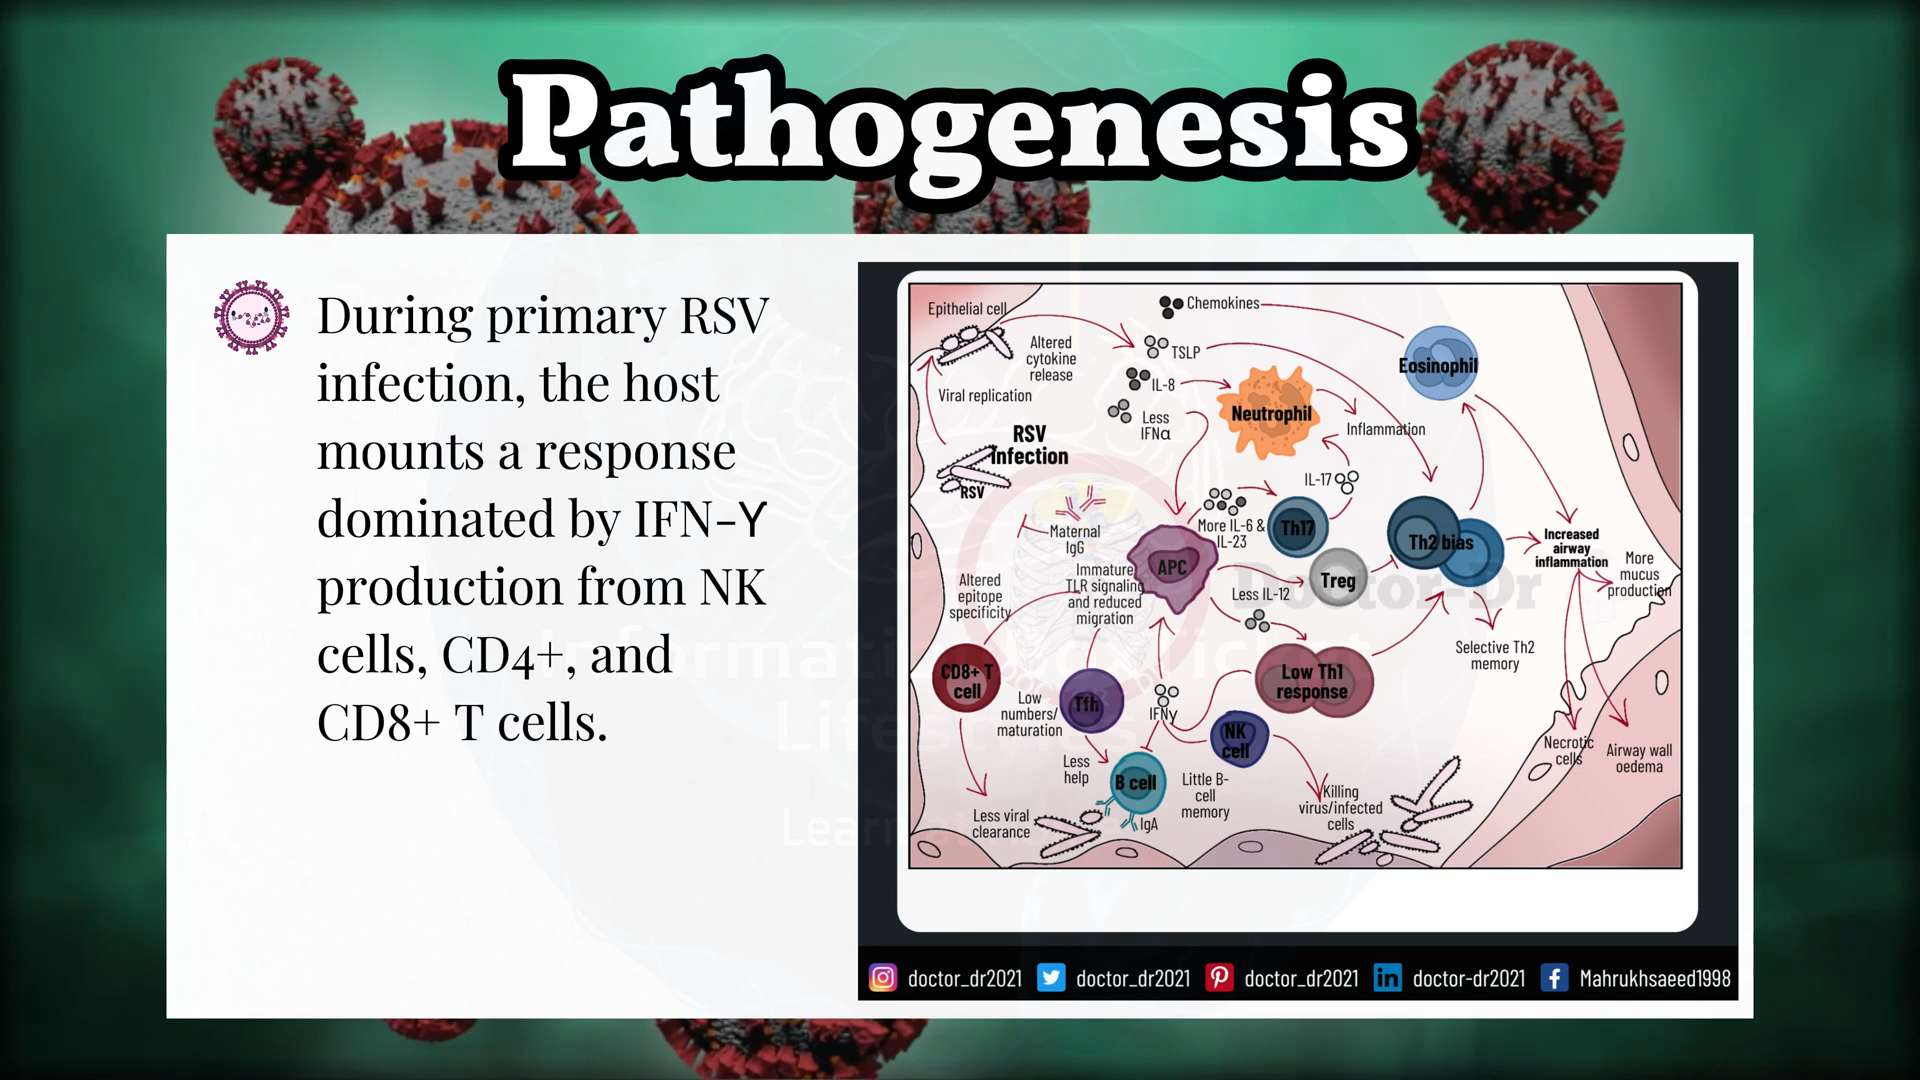 Pathogenesis
During primary RSV
infection, the host
mounts a response
dominated by IFN-Y
production from NK
cells, CD4+, and
CD8+ T cells.
Epithelial cell
Chemokines
Altered
cytokine
release
TSLP
Eosinophil
Viral replication
IL-8
Less
IFNα
Neutrophil
Inflammation
RSV
Infection
RSV
IL-17
Maternal
IgG
More IL-6 &
IL-23
Th17
Th2 bias
Increased
airway
inflammation
More
mucus
production
APC
Treg
Altered
epitope
specificity
Immature
TLR signaling
and reduced
migration
Less IL-12
Selective Th2
memory
CD8+ T
cell
Low
numbers/
maturation
Tfh
IFNγ
Low Th1
response
NK
cell
Necrotic
cells
Airway wall
oedema
Less
help
B cell
Little B-
cell
memory
Killing
virus/infected
cells
Less viral
clearance
IgA
Doctor-Dr
Lifestyles
doctor_dr2021
doctor_dr2021
doctor_dr2021
in doctor-dr2021
f Mahrukhsaeed1998